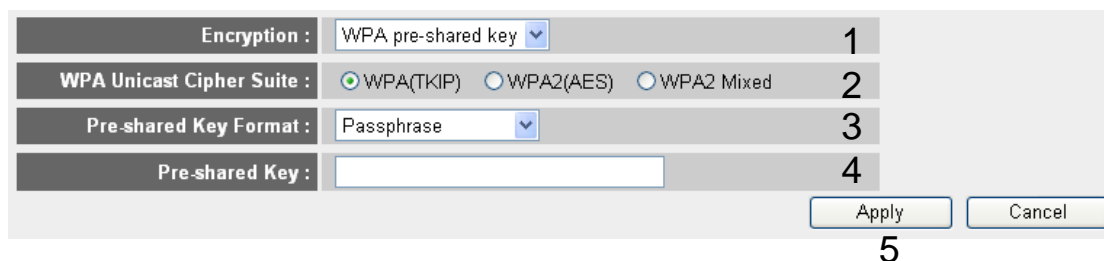 Encryption : WPA pre-shared key 1
WPA Unicast Cipher Suite : WPA(TKIP) WPA2(AES) WPA2 Mixed 2
Pre-shared Key Format : Passphrase 3
Pre-shared Key : 4
Apply Cancel
5